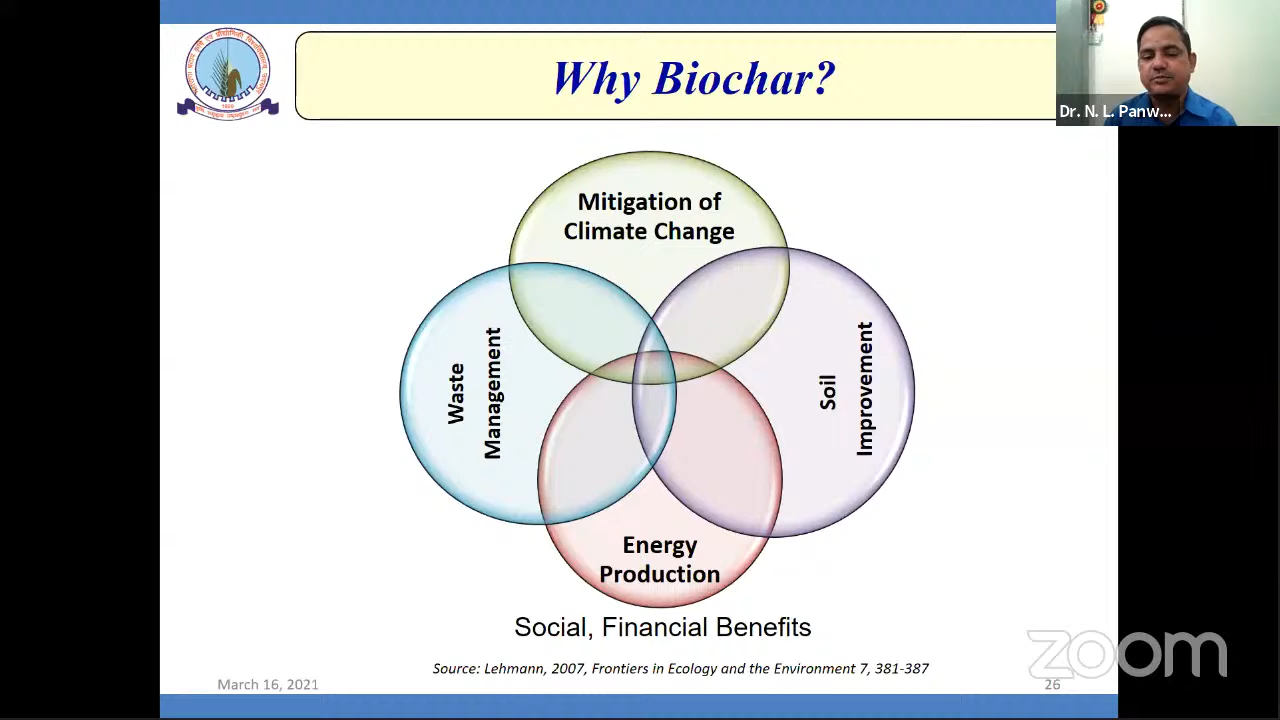 Why Biochar?
Dr. N. L. Panw...
Mitigation of
Climate Change
Waste
Management
Soil
Improvement
Energy
Production
Social, Financial Benefits
Source: Lehmann, 2007, Frontiers in Ecology and the Environment 7, 381-387
March 16, 2021
26
zoom